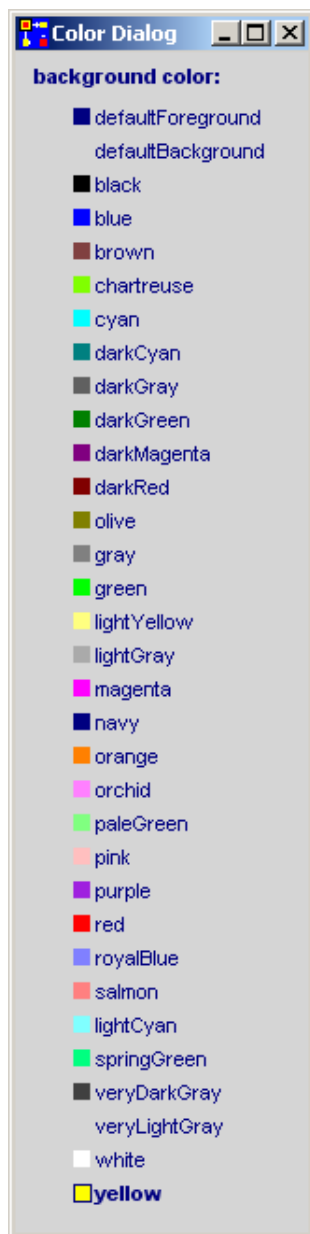 Color Dialog
background color:
defaultForeground
defaultBackground
black
blue
brown
chartreuse
cyan
darkCyan
darkGray
darkGreen
darkMagenta
darkRed
olive
gray
green
lightYellow
lightGray
magenta
navy
orange
orchid
paleGreen
pink
purple
red
royalBlue
salmon
lightCyan
springGreen
veryDarkGray
veryLightGray
white
yellow